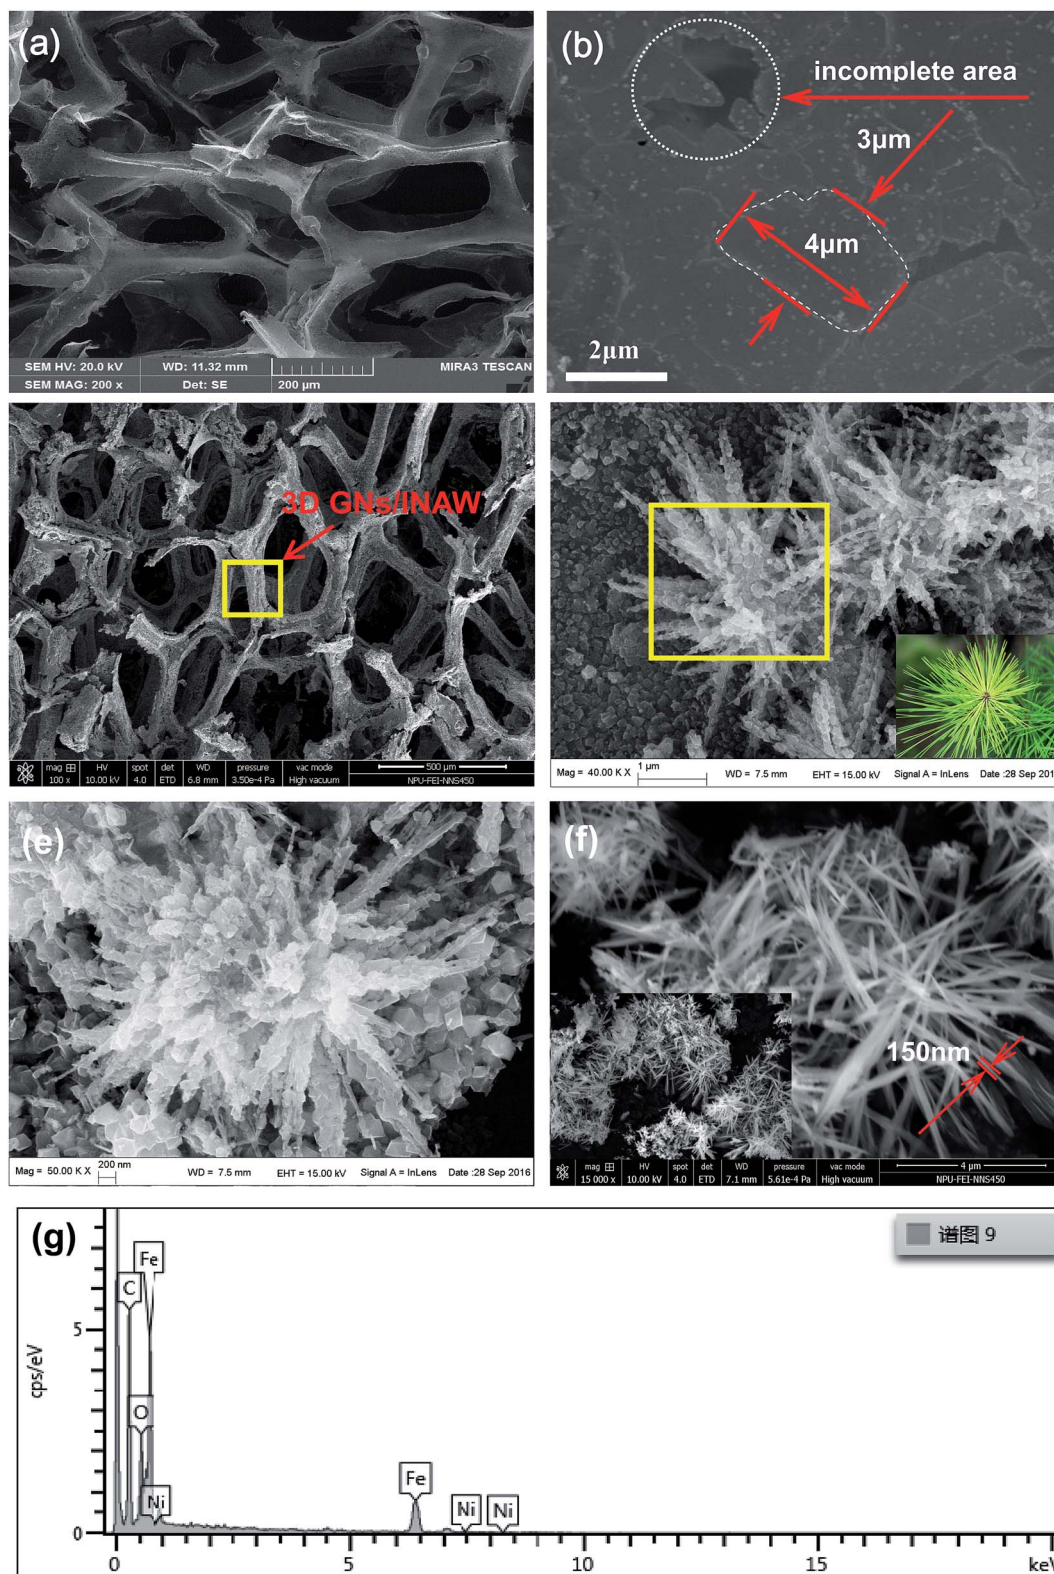 (a)
SEM HV: 20.0 kV WD: 11.32 mm MIRA3 TESCAN
SEM MAG: 200 x Det: SE 200 µm
(b)
incomplete area
3µm
4µm
2µm
3D GNs/INAW
mag HV spot det WD pressure vac mode 500 µm
100 x 10.00 kV 4.0 ETD 6.8 mm 3.50e-4 Pa High vacuum NPU-FEI-NNS450
Mag = 40.00 K X 1 µm WD = 7.5 mm EHT = 15.00 kV Signal A = InLens Date :28 Sep 201
(e)
Mag = 50.00 K X 200 nm WD = 7.5 mm EHT = 15.00 kV Signal A = InLens Date :28 Sep 2016
(f)
150nm
mag HV spot det WD pressure vac mode 4 µm
15 000 x 10.00 kV 4.0 ETD 7.1 mm 5.61e-4 Pa High vacuum NPU-FEI-NNS450
(g)
谱图 9
Fe
C
5
cps/eV
O
Ni
Fe
Ni
Ni
0
0 5 10 15 keV